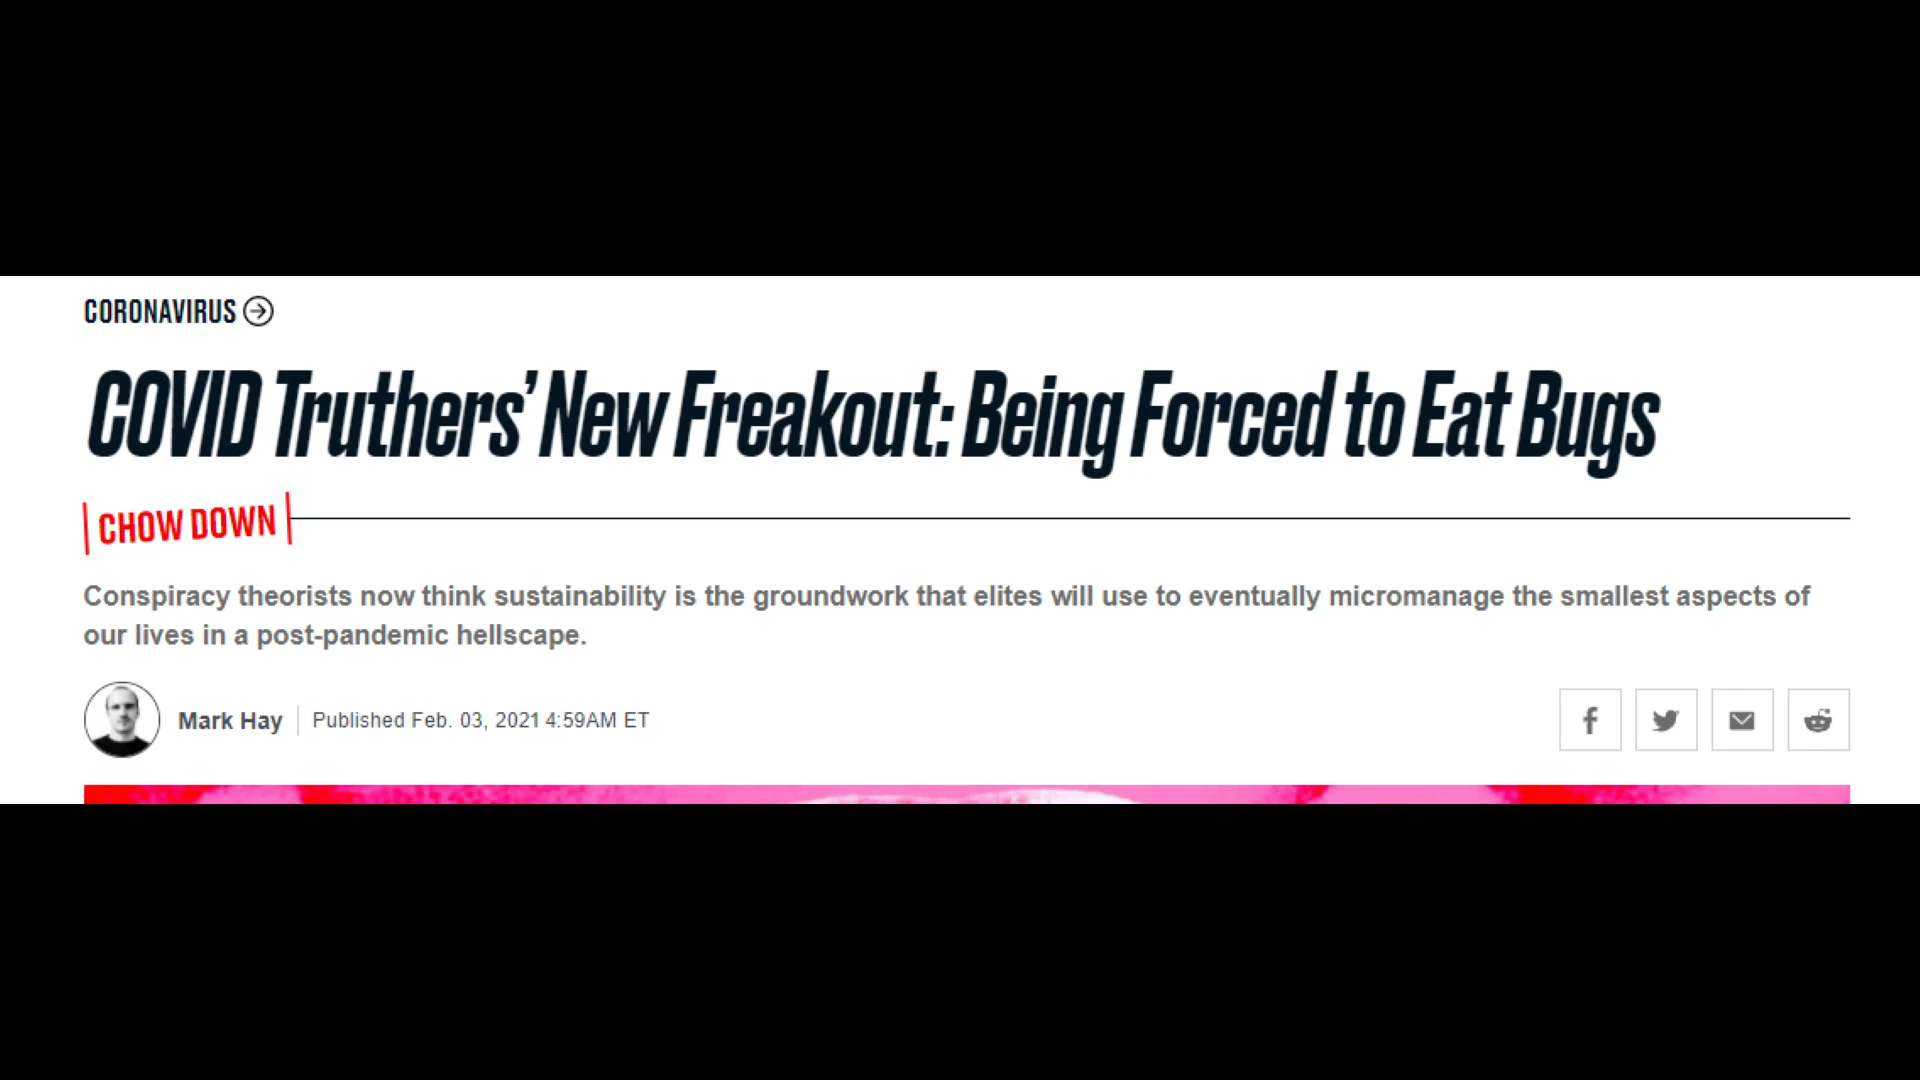 CORONAVIRUS
COVID Truthers’ New Freakout: Being Forced to Eat Bugs
CHOW DOWN
Conspiracy theorists now think sustainability is the groundwork that elites will use to eventually micromanage the smallest aspects of
our lives in a post-pandemic hellscape.
Mark Hay Published Feb. 03, 2021 4:59AM ET